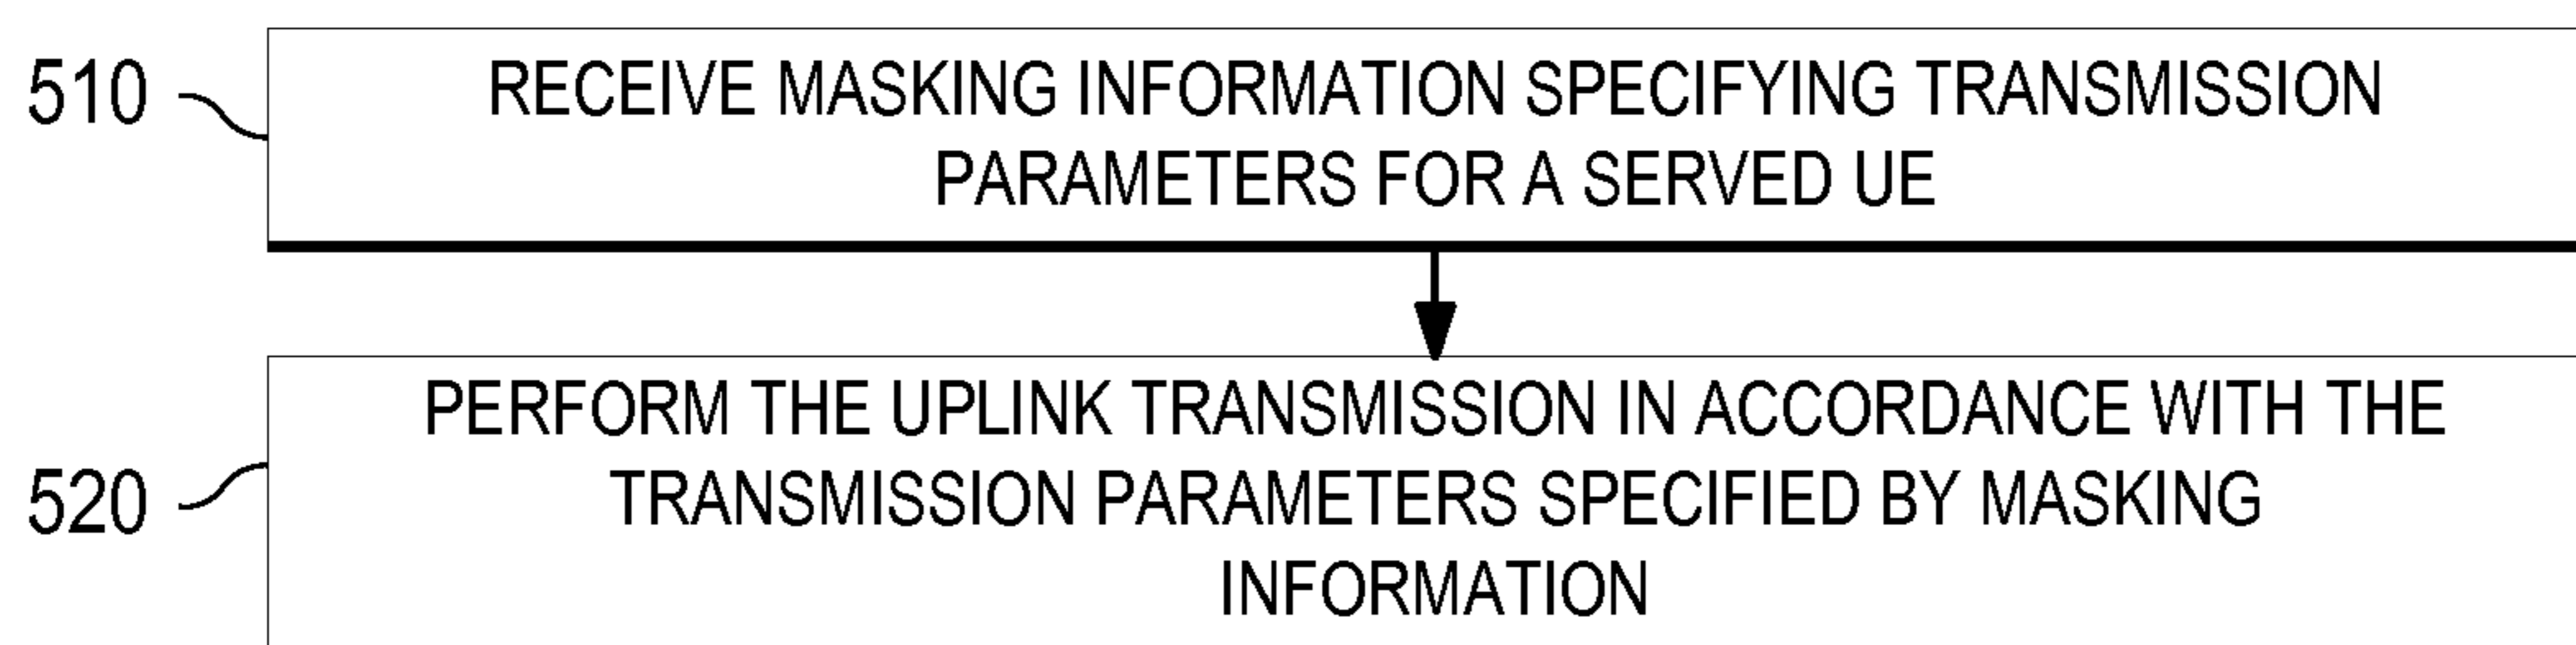 510
RECEIVE MASKING INFORMATION SPECIFYING TRANSMISSION
PARAMETERS FOR A SERVED UE
520
PERFORM THE UPLINK TRANSMISSION IN ACCORDANCE WITH THE
TRANSMISSION PARAMETERS SPECIFIED BY MASKING
INFORMATION